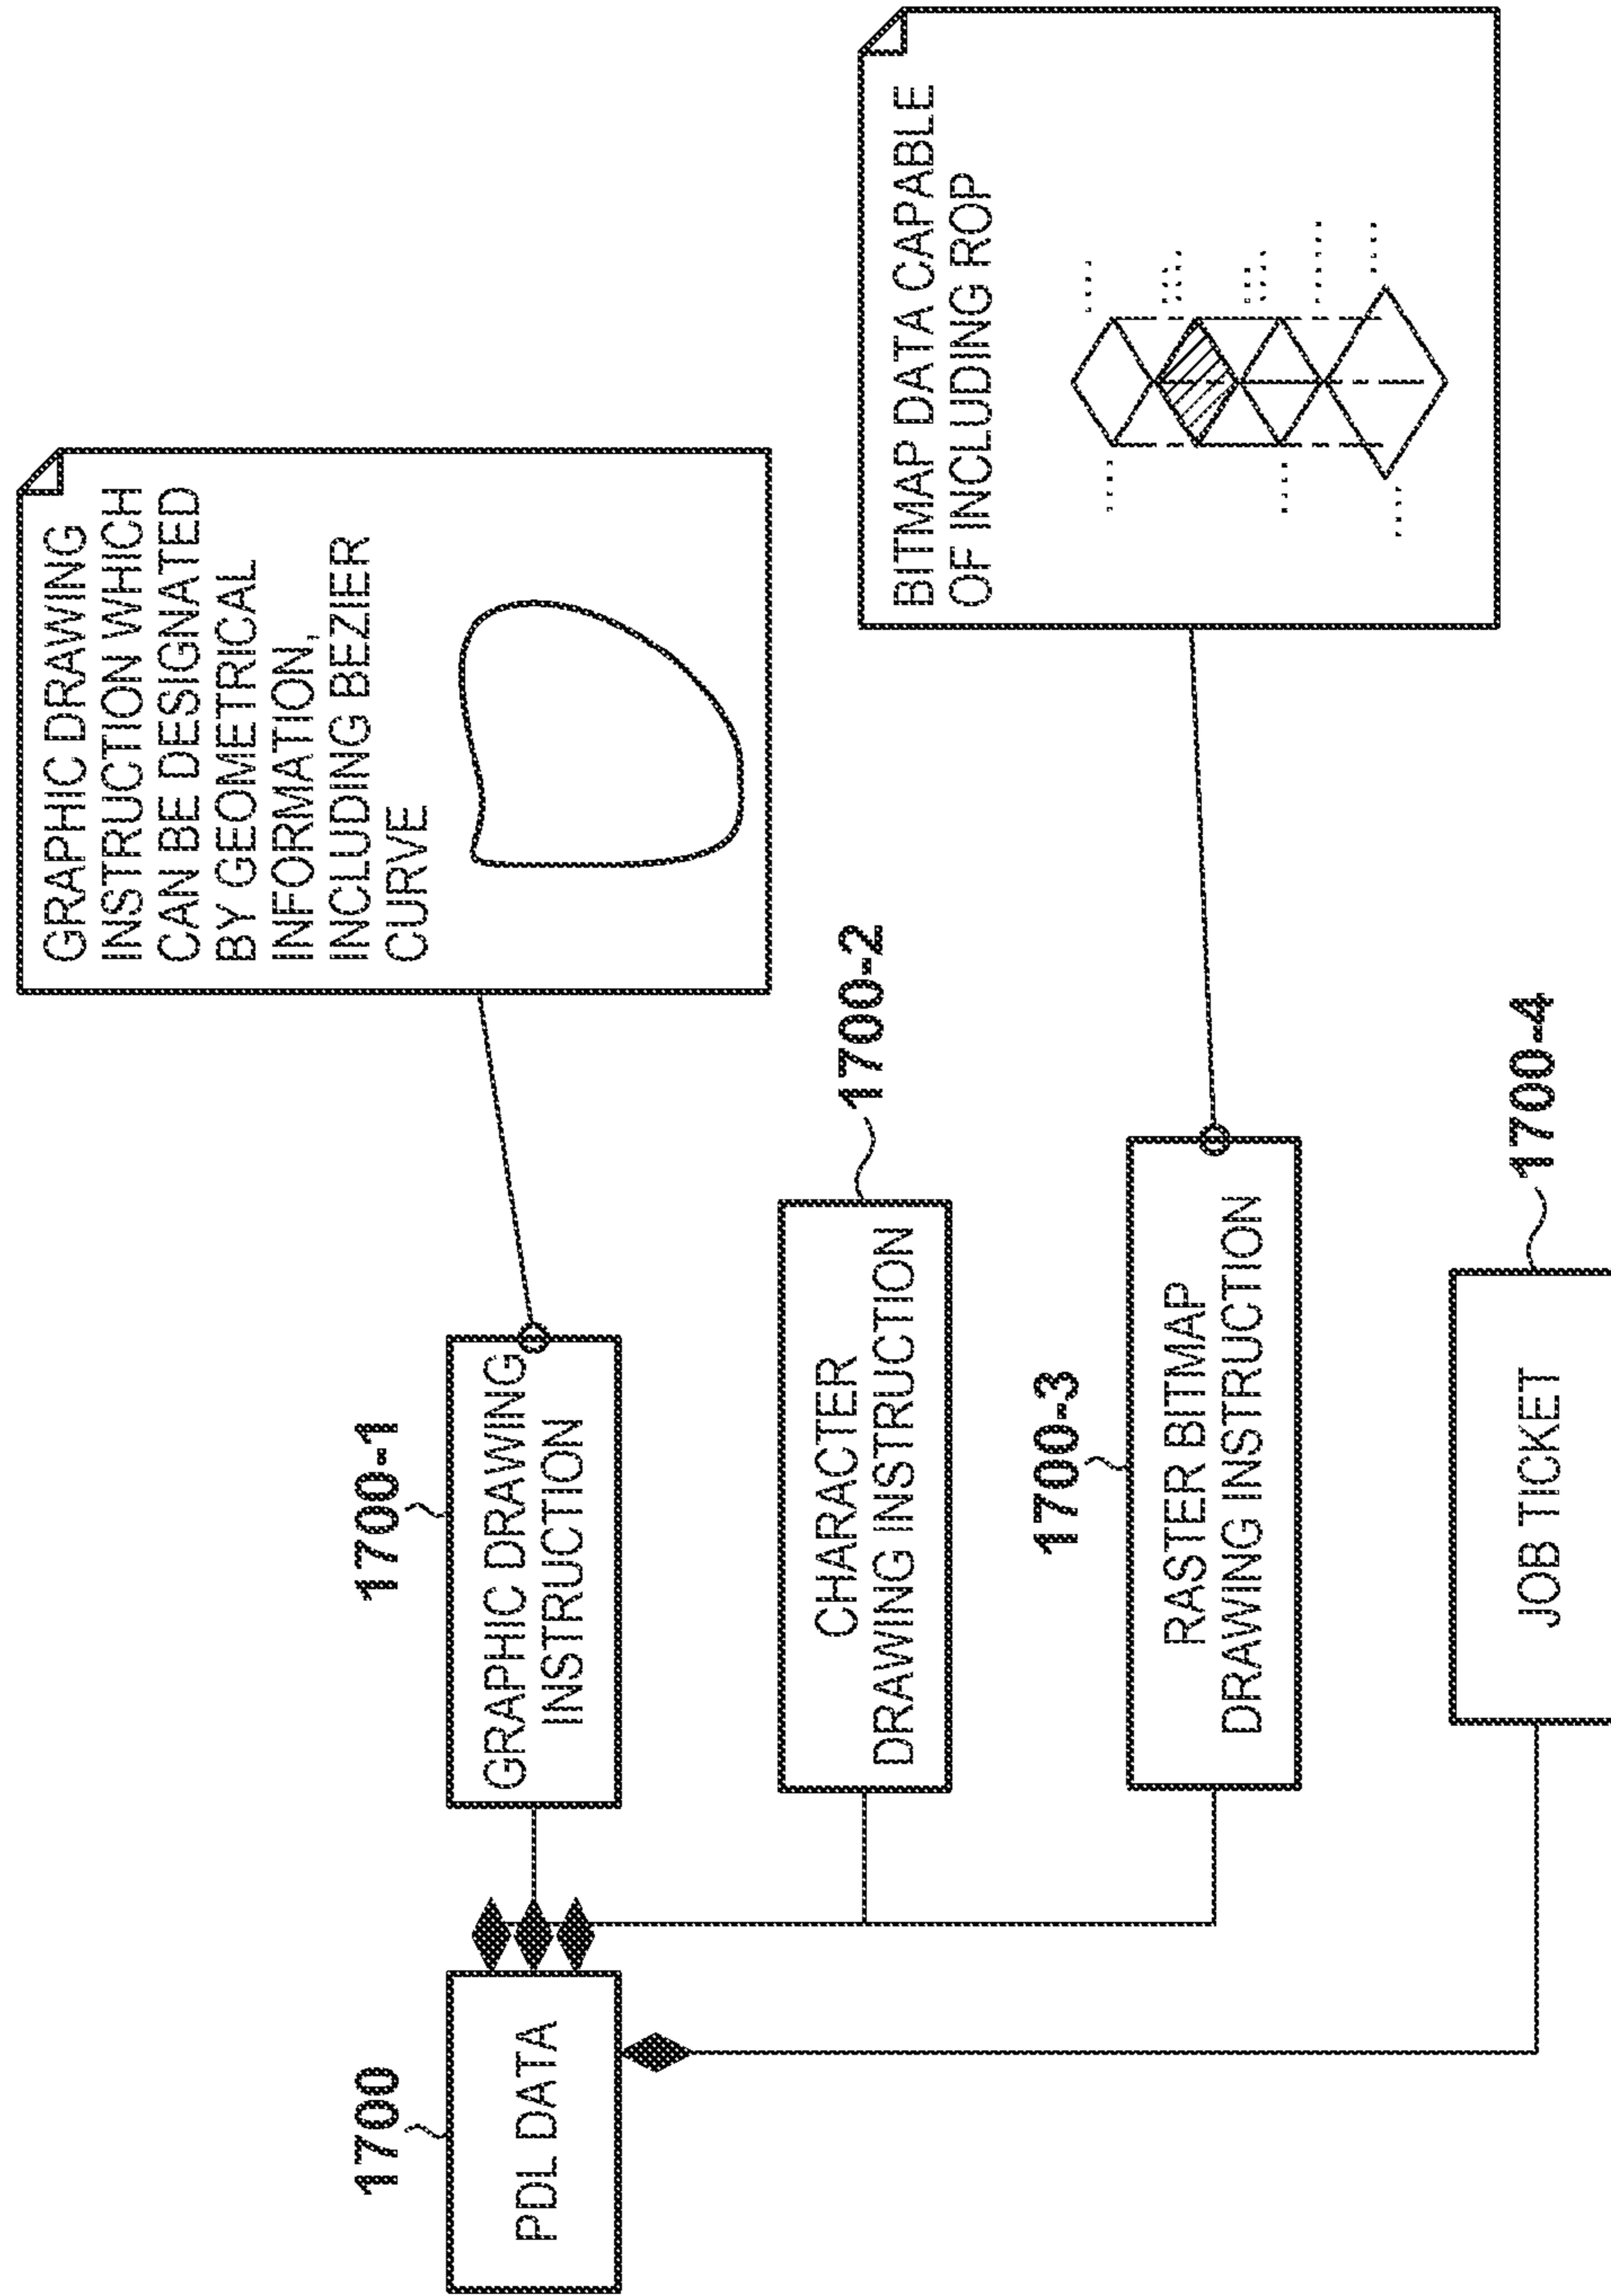 1700
PDL DATA
1700-1
GRAPHIC DRAWING
INSTRUCTION
GRAPHIC DRAWING
INSTRUCTION WHICH
CAN BE DESIGNATED
BY GEOMETRICAL
INFORMATION,
INCLUDING BEZIER
CURVE
CHARACTER
DRAWING INSTRUCTION
1700-2
1700-3
RASTER BITMAP
DRAWING INSTRUCTION
BITMAP DATA CAPABLE
OF INCLUDING ROP
JOB TICKET
1700-4